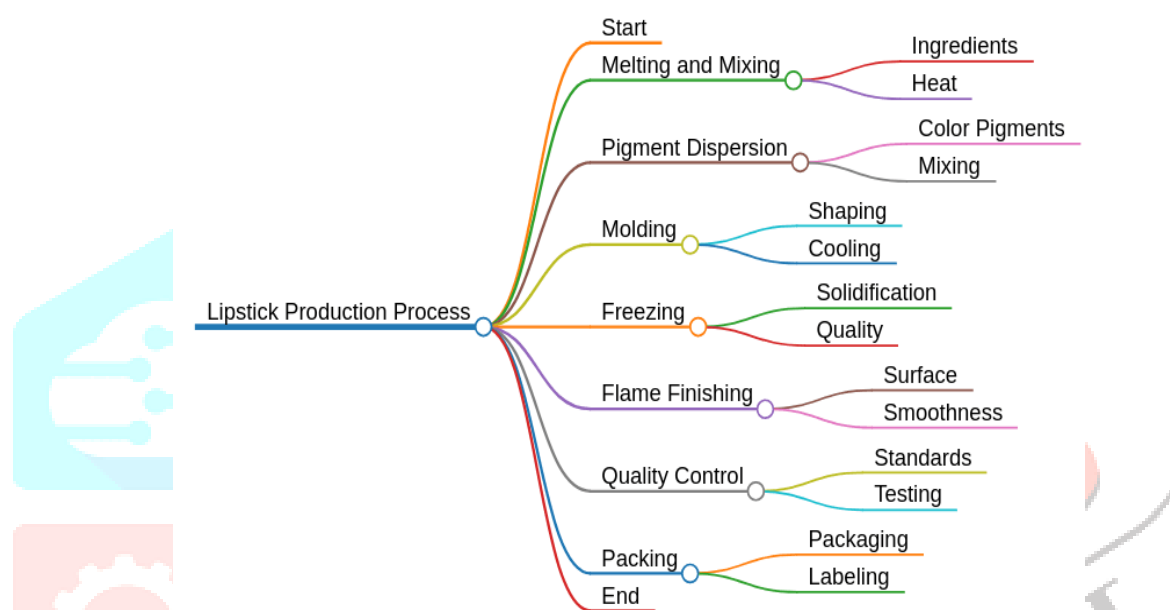 Lipstick Production Process
Start
Melting and Mixing
Ingredients
Heat
Pigment Dispersion
Color Pigments
Mixing
Molding
Shaping
Cooling
Freezing
Solidification
Quality
Flame Finishing
Surface
Smoothness
Quality Control
Standards
Testing
Packing
Packaging
Labeling
End